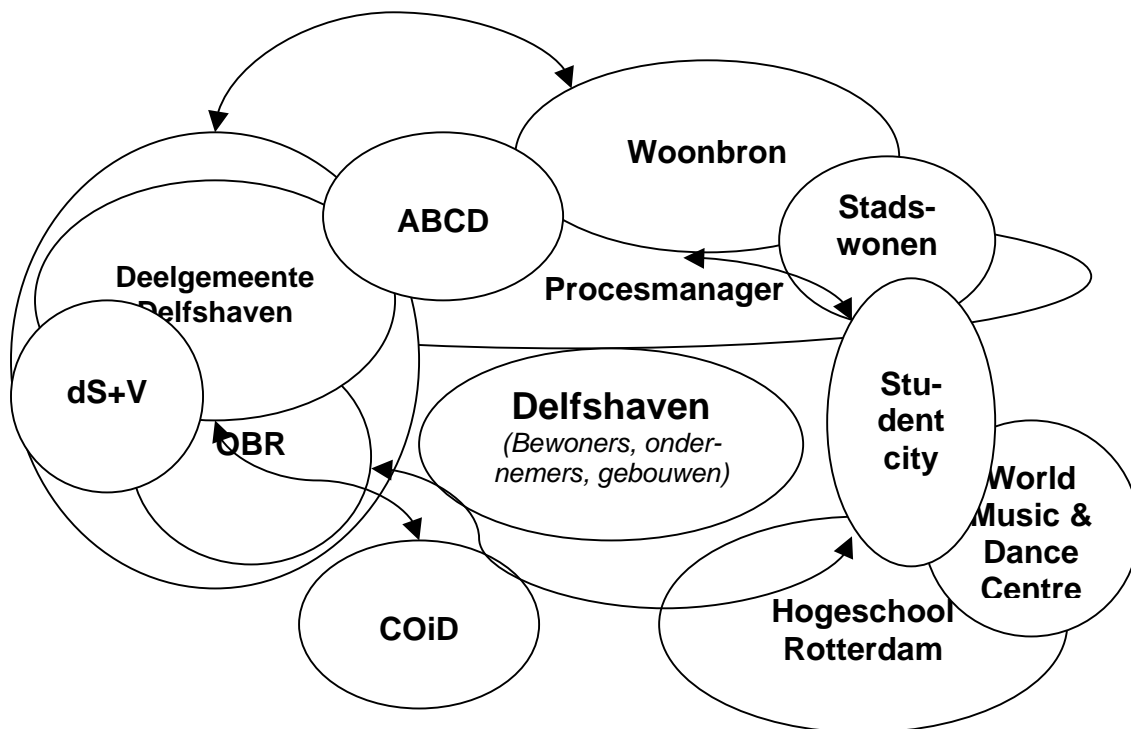 Woonbron
Stads-
wonen
ABCD
Deelgemeente
Delfshaven
Procesmanager
dS+V
OBR
Delfshaven
(Bewoners, onder-
nemers, gebouwen)
Stu-
dent
city
World
Music &
Dance
Centre
COiD
Hogeschool
Rotterdam